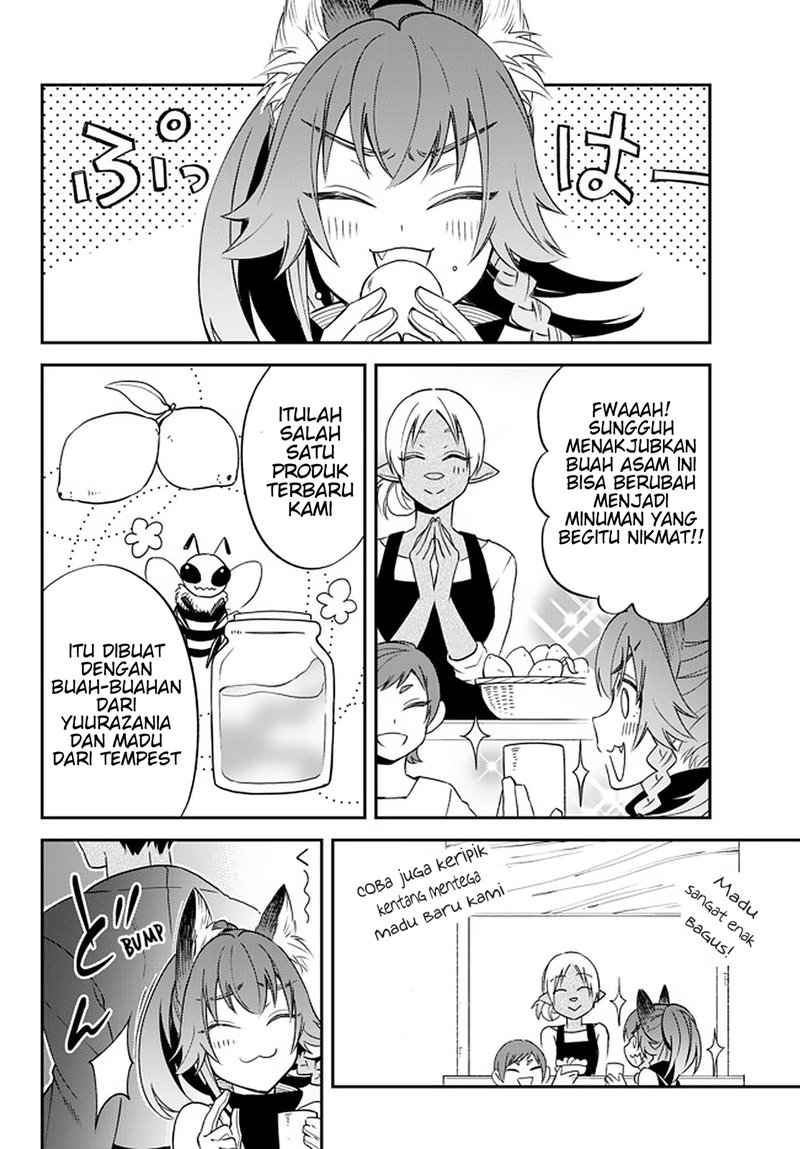 ぷはー
ぷっ
FWAAAH!
SUNGGUH
MENAKJUBKAN
BUAH ASAM INI
BISA BERUBAH
MENJADI
MINUMAN YANG
BEGITU NIKMAT!!
ITULAH
SALAH
SATU
PRODUK
TERBARU
KAMI
ITU DIBUAT
DENGAN
BUAH-BUAHAN
DARI
YUURAZANIA
DAN MADU
DARI TEMPEST
Madu
sangat enak
Bagus!
COBA juga keripik
kentang mentega
madu Baru kami
どん
BUMP